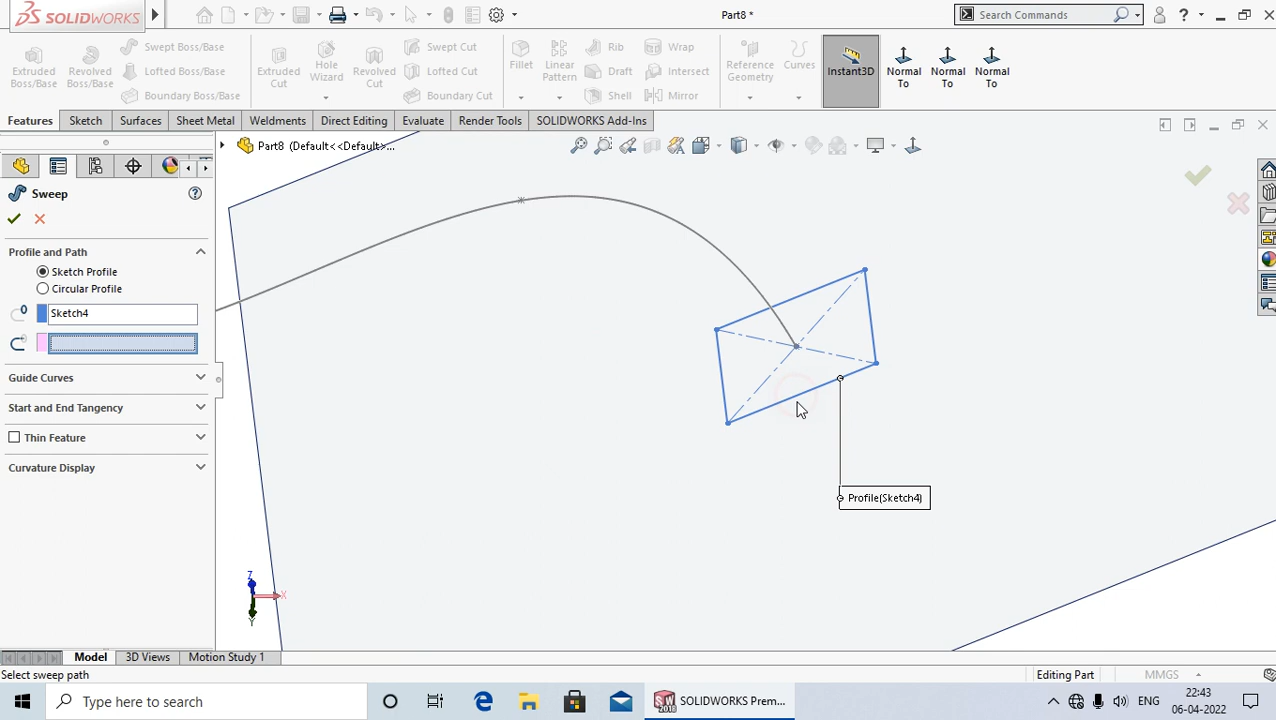 SOLIDWORKS
Part8 *
Search Commands
Extruded Boss/Base
Revolved Boss/Base
Swept Boss/Base
Lofted Boss/Base
Boundary Boss/Base
Extruded Cut
Hole Wizard
Revolved Cut
Swept Cut
Lofted Cut
Boundary Cut
Fillet
Linear Pattern
Rib
Draft
Shell
Wrap
Intersect
Mirror
Reference Geometry
Curves
Instant3D
Normal To
Normal To
Normal To
Features
Sketch
Surfaces
Sheet Metal
Weldments
Direct Editing
Evaluate
Render Tools
SOLIDWORKS Add-Ins
Part8 (Default<<Default>...
Sweep
Profile and Path
Sketch Profile
Circular Profile
Sketch4
Guide Curves
Start and End Tangency
Thin Feature
Curvature Display
Profile(Sketch4)
Z
X
Y
Model
3D Views
Motion Study 1
Select sweep path
Editing Part
MMGS
Type here to search
SOLIDWORKS Prem...
ENG
22:43
06-04-2022